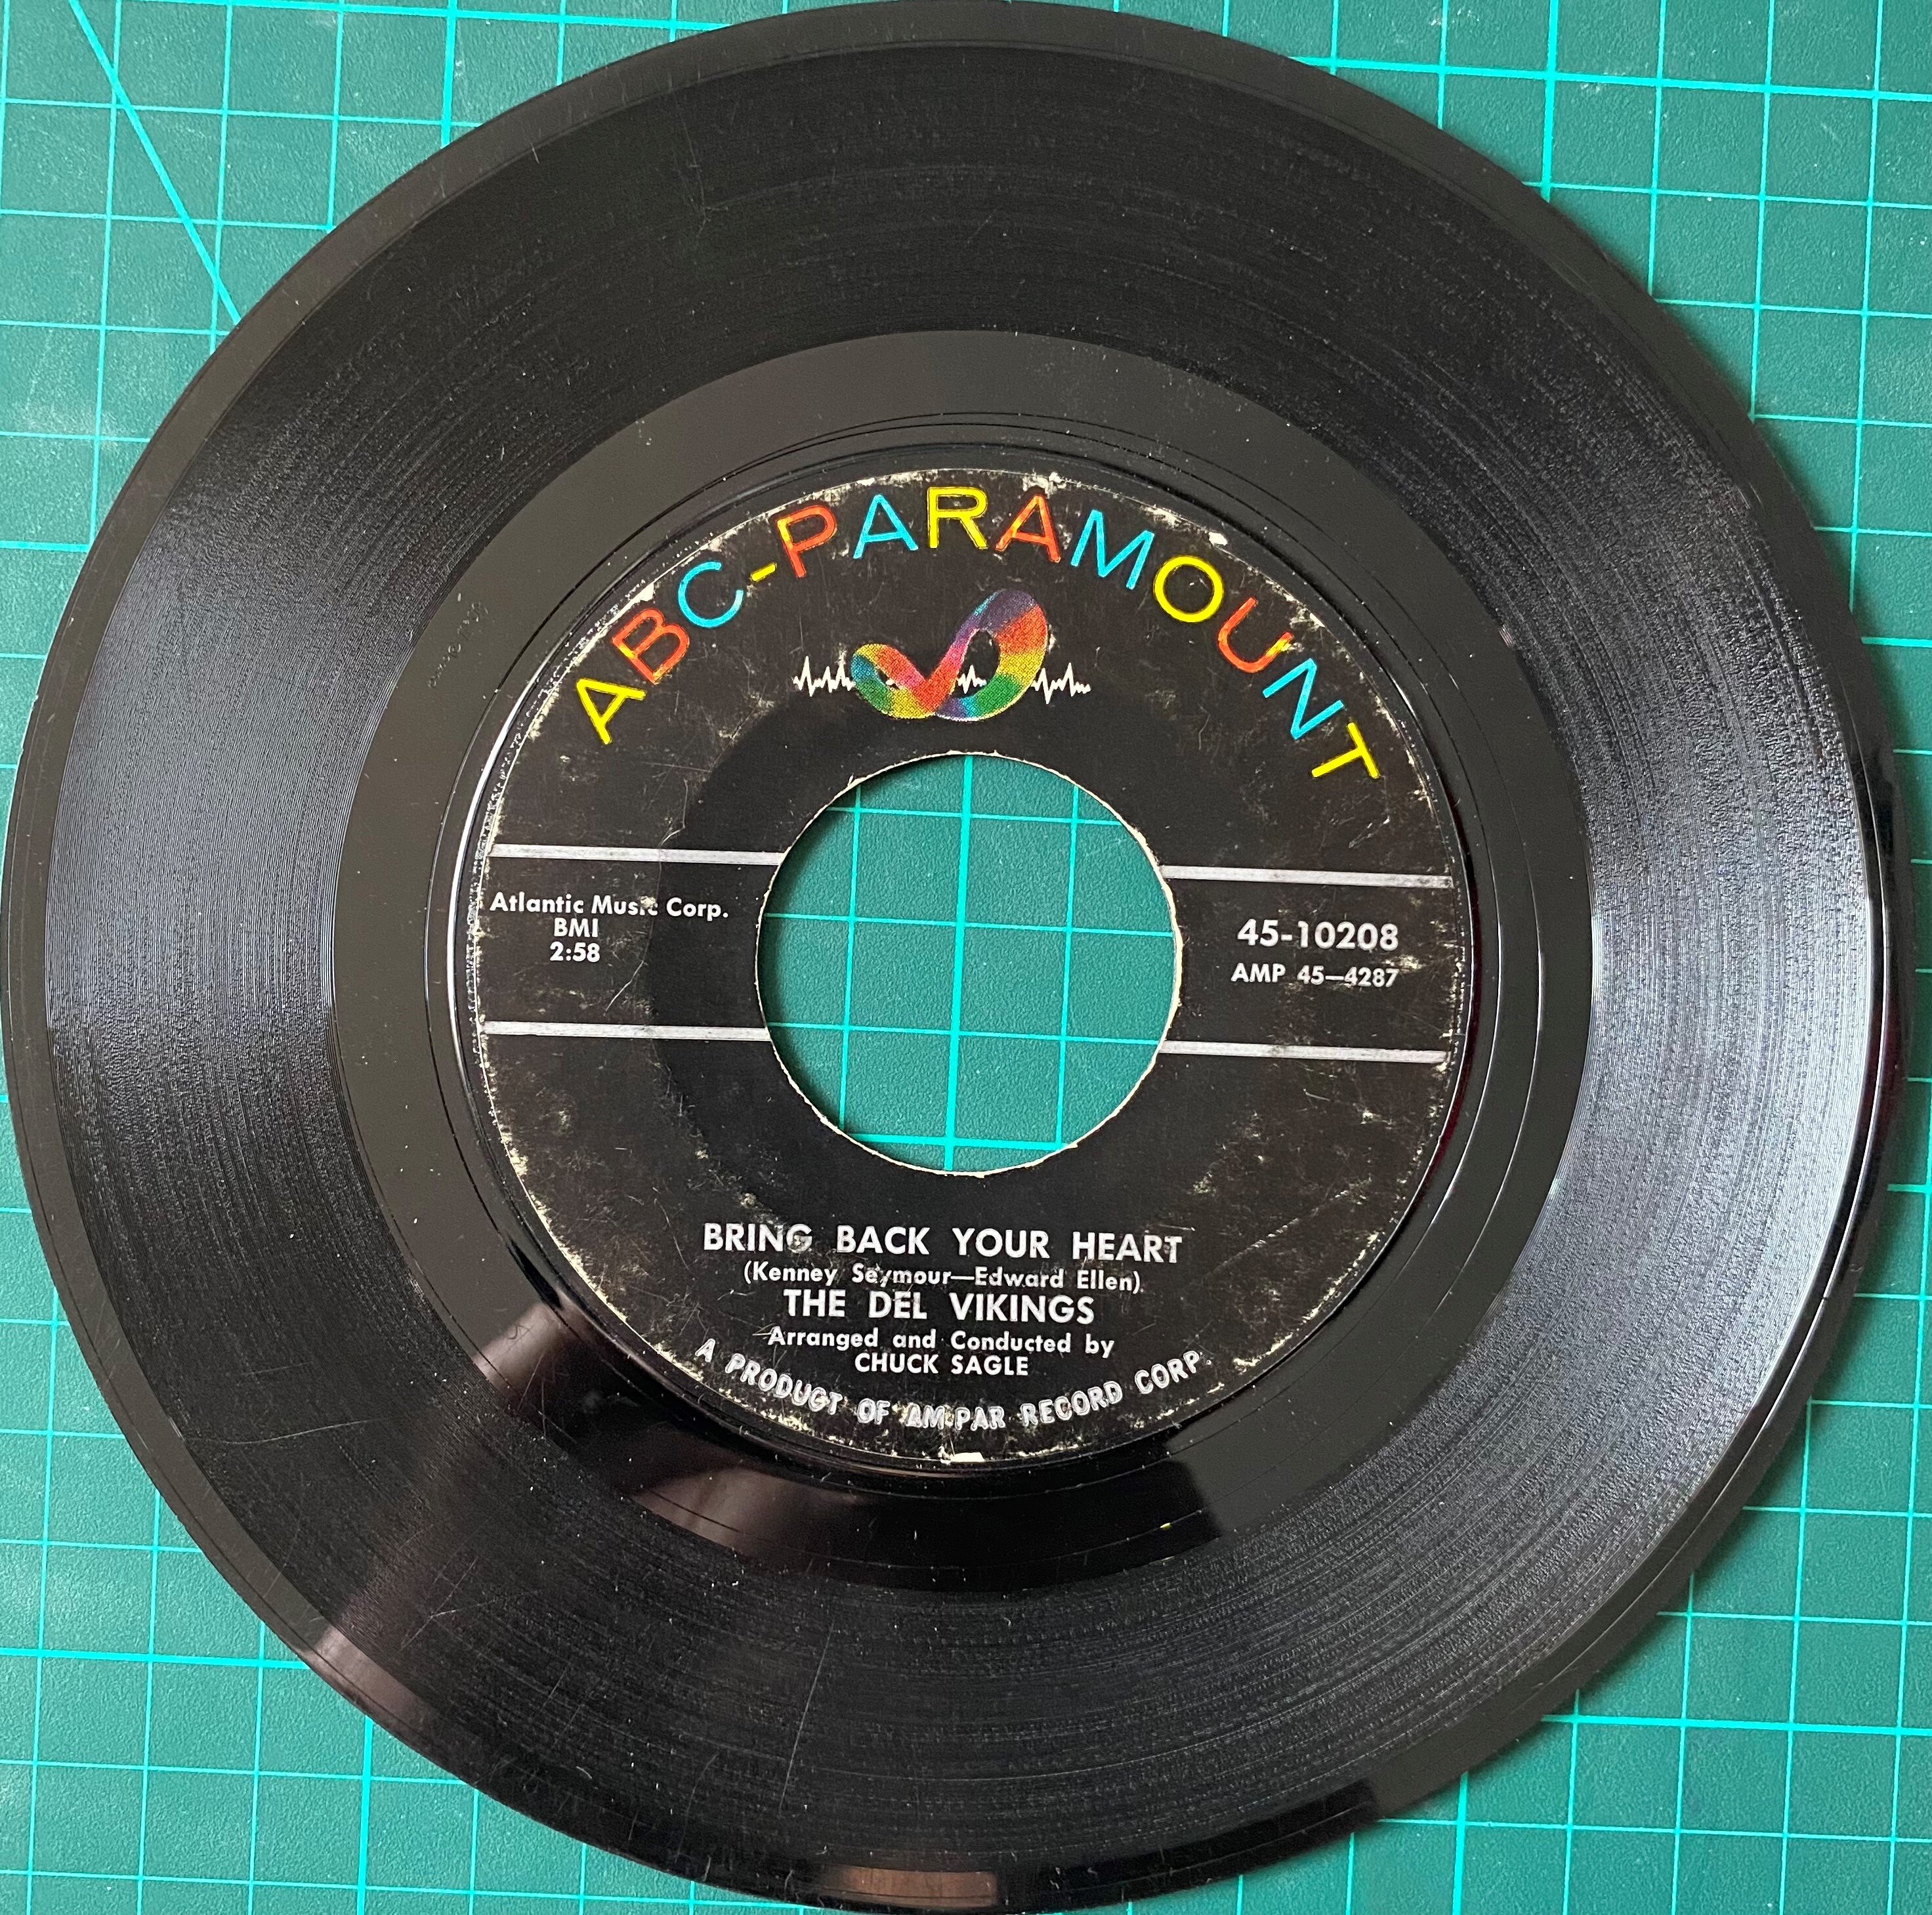 ABC-PARAMOUNT
Atlantic Music Corp.
BMI
2:58
45-10208
AMP 45—4287
BRING BACK YOUR HEART
(Kenney Seymour—Edward Ellen)
THE DEL VIKINGS
Arranged and Conducted by
CHUCK SAGLE
A PRODUCT OF AM-PAR RECORD CORP.